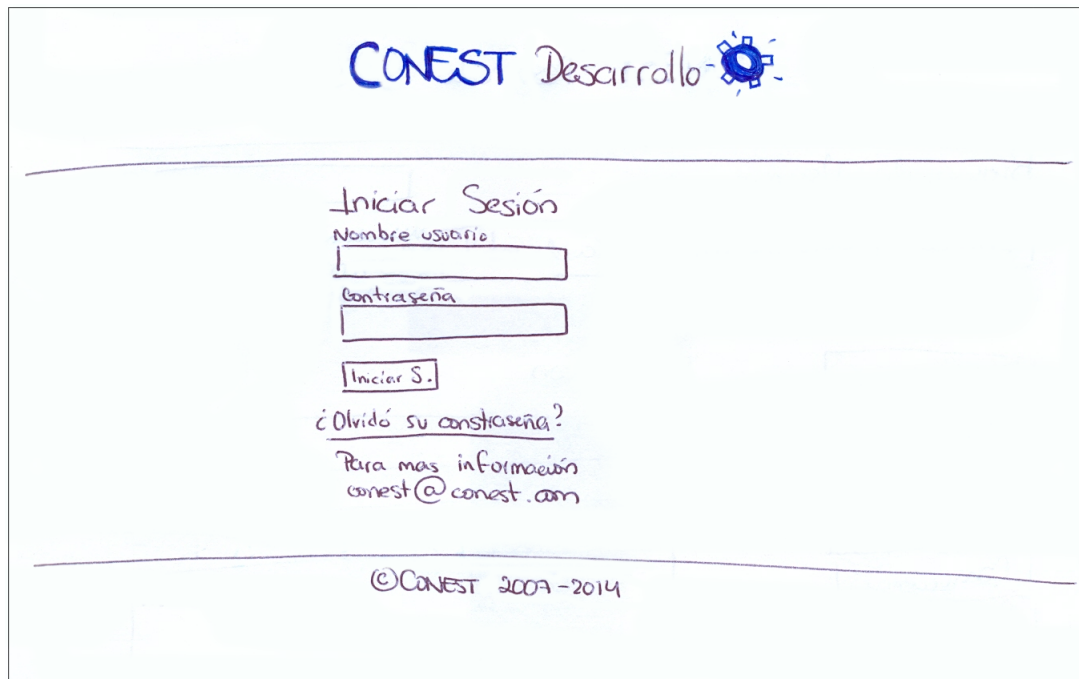 CONEST Desarrollo
Iniciar Sesión
Nombre usuario
Contraseña
Iniciar S.
¿Olvidó su constraseña?
Para mas información
conest@conest.com
©CONEST 2007-2014